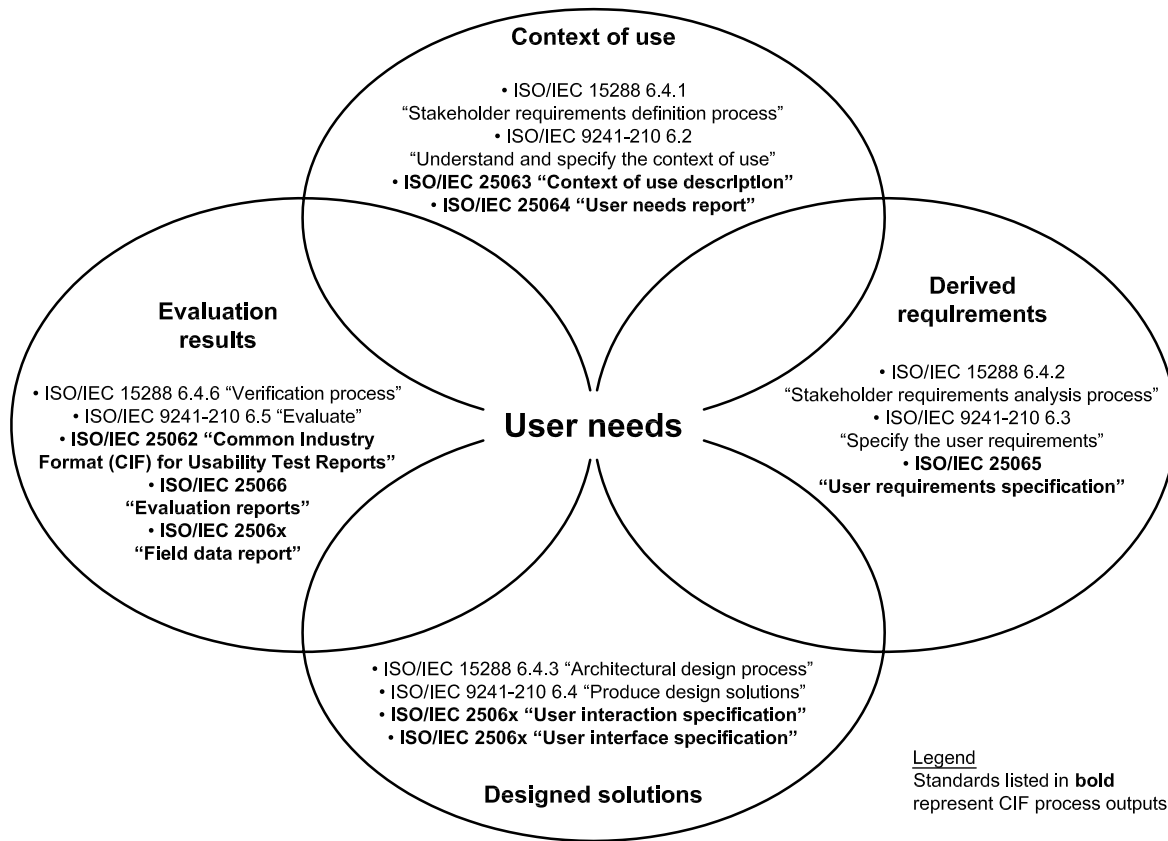 Context of use
• ISO/IEC 15288 6.4.1
“Stakeholder requirements definition process”
• ISO/IEC 9241-210 6.2
“Understand and specify the context of use”
• ISO/IEC 25063 “Context of use descrIptIon”
• ISO/IEC 25064 “User needs report”
Evaluation
results
• ISO/IEC 15288 6.4.6 “Verification process”
• ISO/IEC 9241-210 6.5 “Evaluate”
• ISO/IEC 25062 “Common Industry
Format (CIF) for Usability Test Reports”
• ISO/IEC 25066
“Evaluation reports”
• ISO/IEC 2506x
“Field data report”
User needs
Derived
requIrements
• ISO/IEC 15288 6.4.2
“Stakeholder requirements analysis process”
• ISO/IEC 9241-210 6.3
“Specify the user requirements”
• ISO/IEC 25065
“User requirements specification”
• ISO/IEC 15288 6.4.3 “Architectural design process”
• ISO/IEC 9241-210 6.4 “Produce design solutions”
• ISO/IEC 2506x “User interaction specification”
• ISO/IEC 2506x “User interface specification”
Designed solutions
Legend
Standards listed in bold
represent CIF process outputs